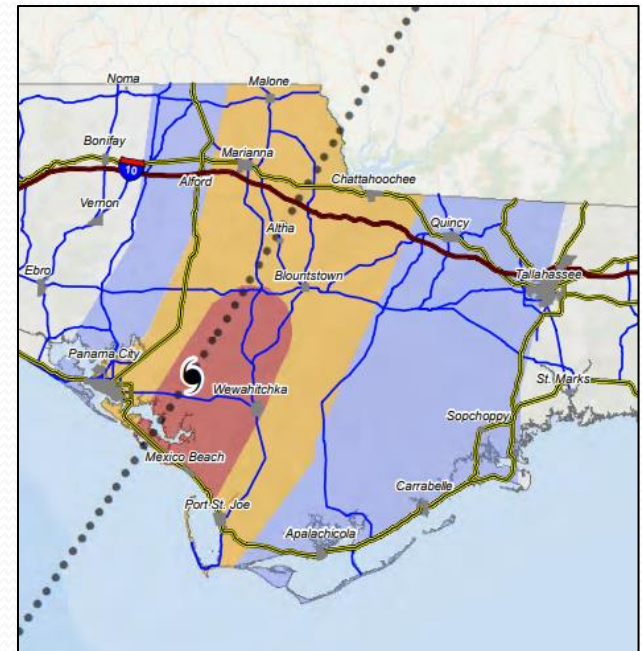 Noma
Malone
Bonifay
Marianna
10
Alford
Chattahoochee
Vernon
Altha
Quincy
Ebro
Blountstown
Tallahassee
Panama City
Wewahitchka
St. Marks
Sopchoppy
Mexico Beach
Carrabelle
Port St. Joe
Apalachicola